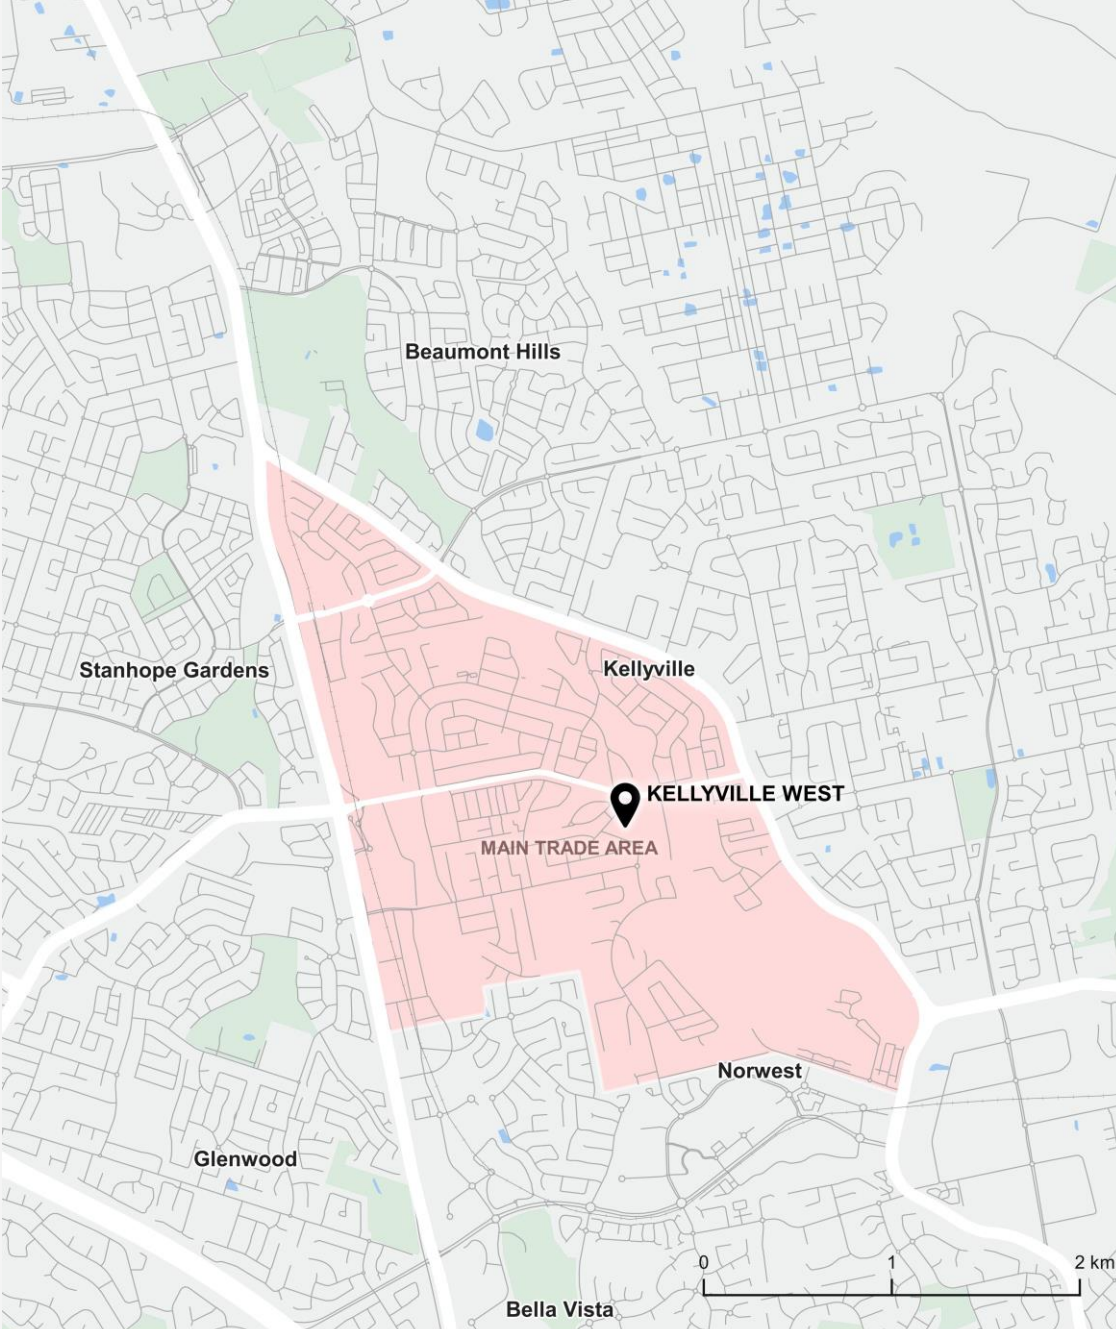 Beaumont Hills
Stanhope Gardens
Kellyville
KELLYVILLE WEST
MAIN TRADE AREA
Norwest
Glenwood
0 1 2 km
Bella Vista